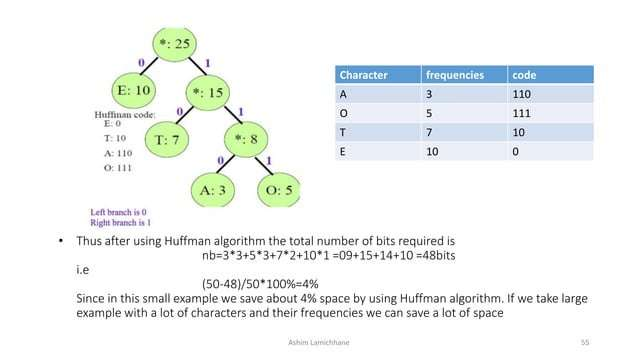 *: 25
0
1
E: 10
*: 15
Huffman code:
E: 0
T: 10
A: 110
O: 111
0
1
T: 7
*: 8
0
1
A: 3
O: 5
Left branch is 0
Right branch is 1
Character frequencies code
A 3 110
O 5 111
T 7 10
E 10 0
• Thus after using Huffman algorithm the total number of bits required is
nb=3*3+5*3+7*2+10*1 =09+15+14+10 =48bits
i.e
(50-48)/50*100%=4%
Since in this small example we save about 4% space by using Huffman algorithm. If we take large
example with a lot of characters and their frequencies we can save a lot of space
Ashim Lamichhane
55